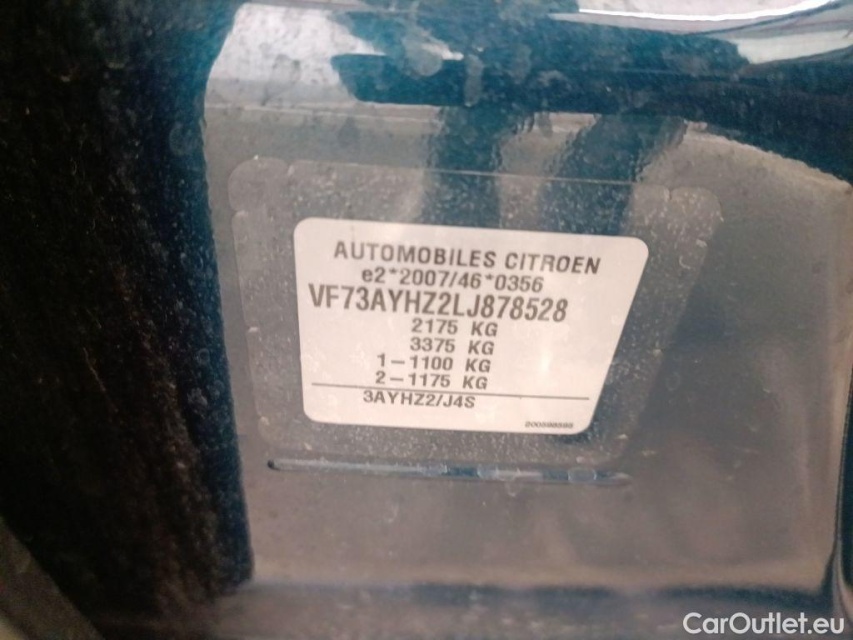 AUTOMOBILES CITROEN
e2*2007/46*0356
VF73AYHZ2LJ878528
2175 KG
3375 KG
1-1100 KG
2-1175 KG
3AYHZ2/J4S
CarOutlet.eu